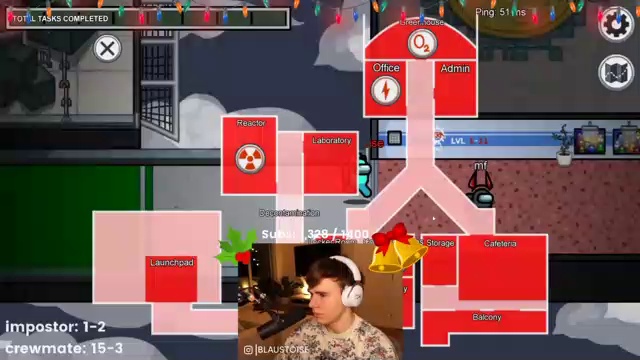 TOTAL TASKS COMPLETED
Ping: 51 ms
Greenhouse
O₂
Office
Admin
Reactor
Laboratory
LVL
mf
Decontamination
Storage
Cafeteria
Launchpad
Balcony
impostor: 1-2
crewmate: 15-3
BLAUSTOISE